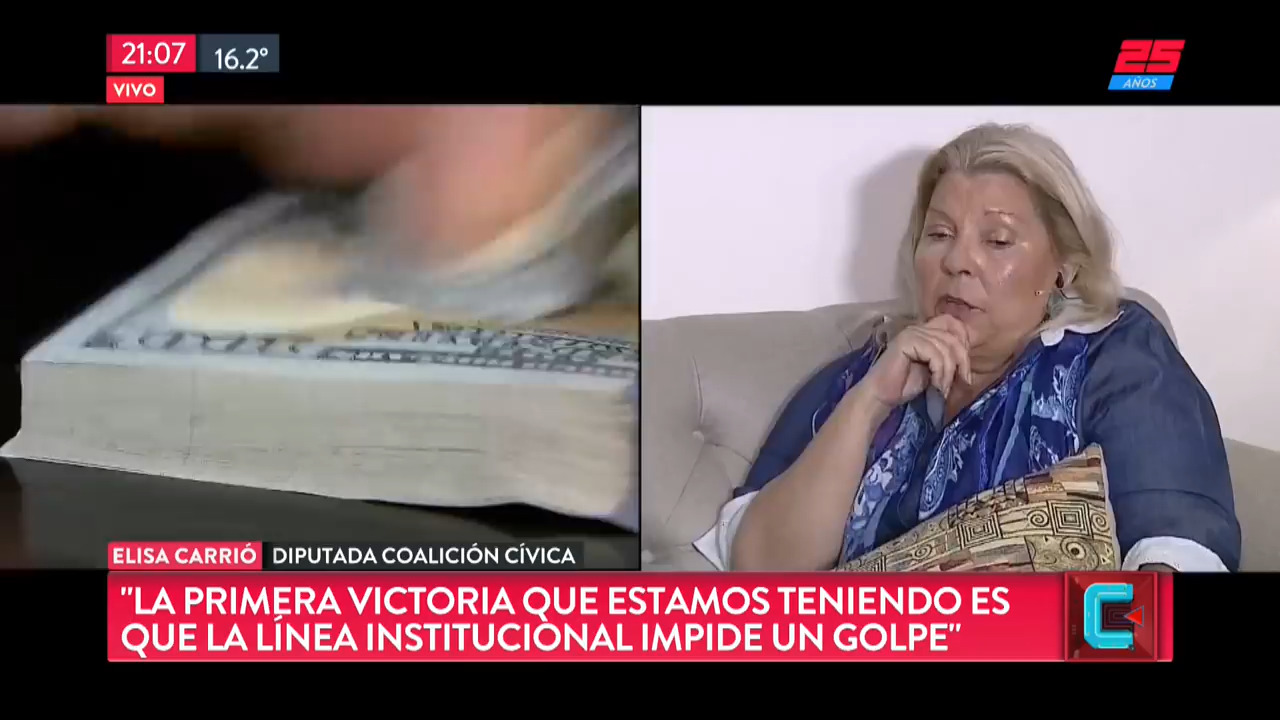 21:07
16.2°
VIVO
25
AÑOS
ELISA CARRIÓ
DIPUTADA COALICIÓN CÍVICA
"LA PRIMERA VICTORIA QUE ESTAMOS TENIENDO ES
QUE LA LÍNEA INSTITUCIONAL IMPIDE UN GOLPE"
C